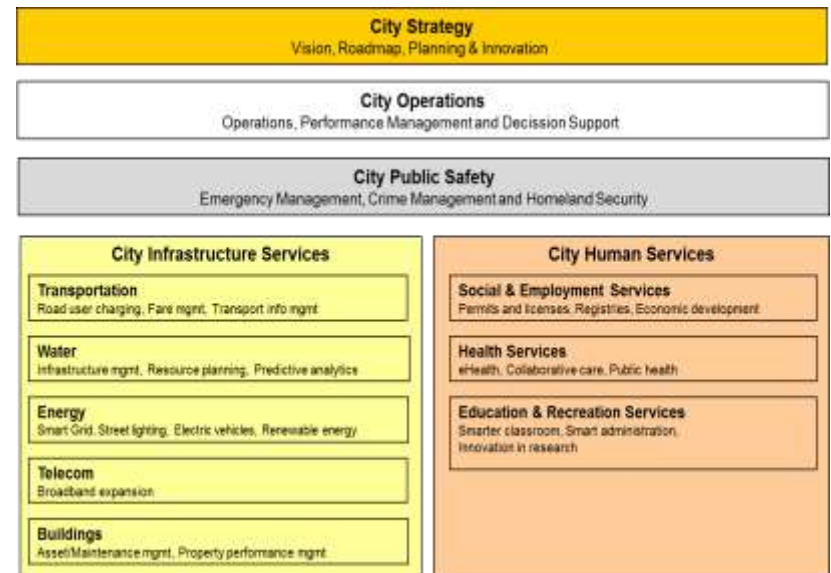 City Strategy
Vision, Roadmap, Planning & Innovation
City Operations
Operations, Performance Management and Decission Support
City Public Safety
Emergency Management, Crime Management and Homeland Security
City Infrastructure Services
Transportation
Road user charging, Fare mgmt, Transport info mgmt
Water
Infrastructure mgmt, Resource planning, Predictive analytics
Energy
Smart Grid, Street lighting, Electric vehicles, Renewable energy
Telecom
Broadband expansion
Buildings
Asset/Maintenance mgmt, Property performance mgmt
City Human Services
Social & Employment Services
Permits and licenses, Registries, Economic development
Health Services
eHealth, Collaborative care, Public health
Education & Recreation Services
Smarter classroom, Smart administration,
Innovation in research